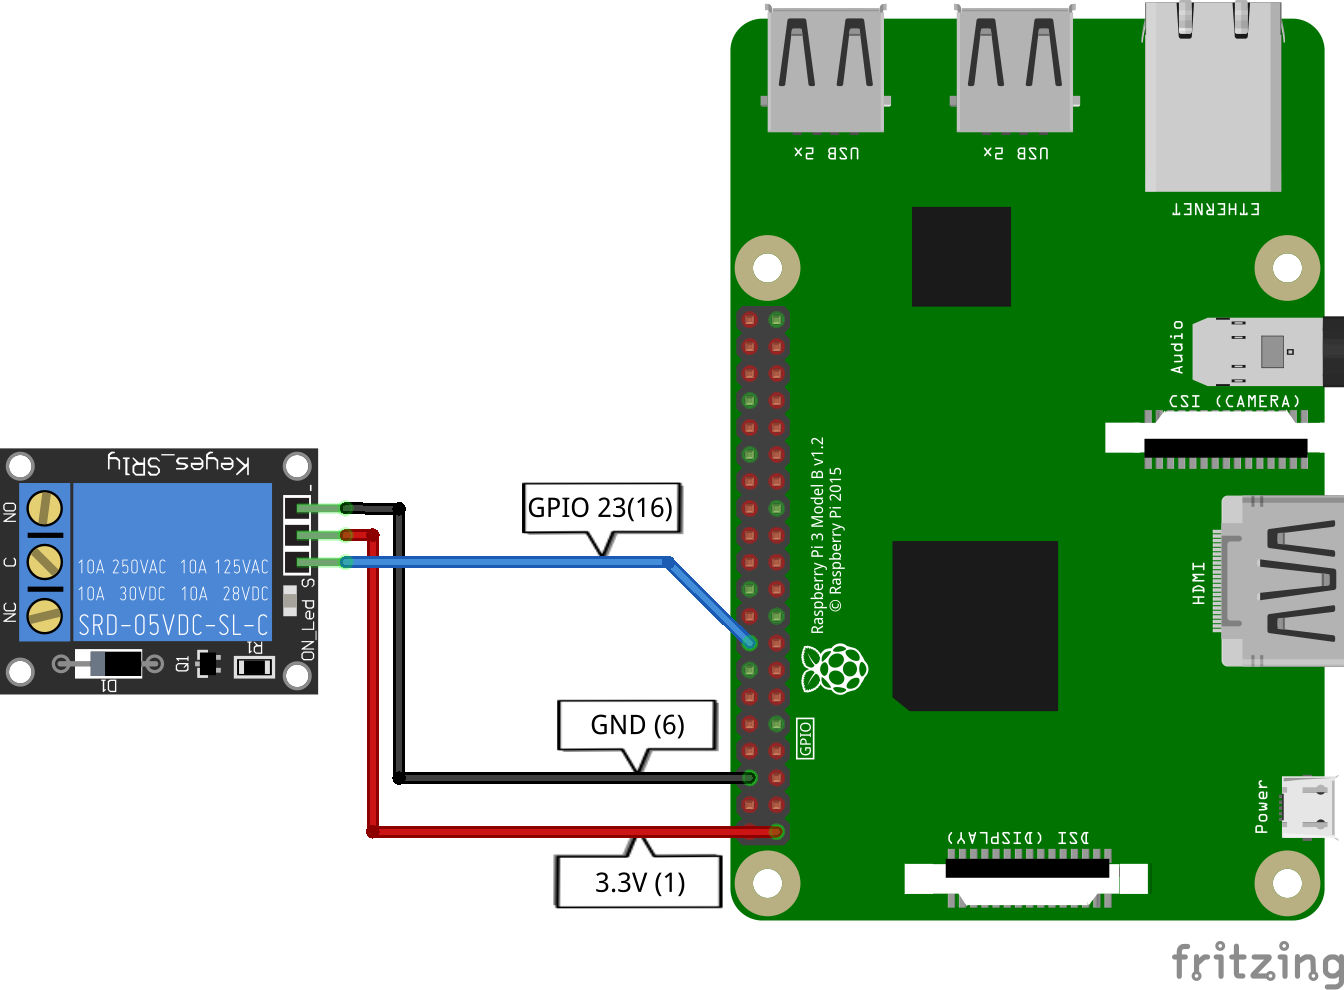 USB 2x
USB 2x
ETHERNET
Audio
CSI (CAMERA)
Raspberry Pi 3 Model B v1.2
© Raspberry Pi 2015
HDMI
GPIO
Power
DSI (DISPLAY)
Keyes_SR1y
NO
C
NC
-
S
10A 250VAC 10A 125VAC
10A 30VDC 10A 28VDC
SRD-05VDC-SL-C
ON_Led
R1
Q1
D1
GPIO 23(16)
GND (6)
3.3V (1)
fritzing